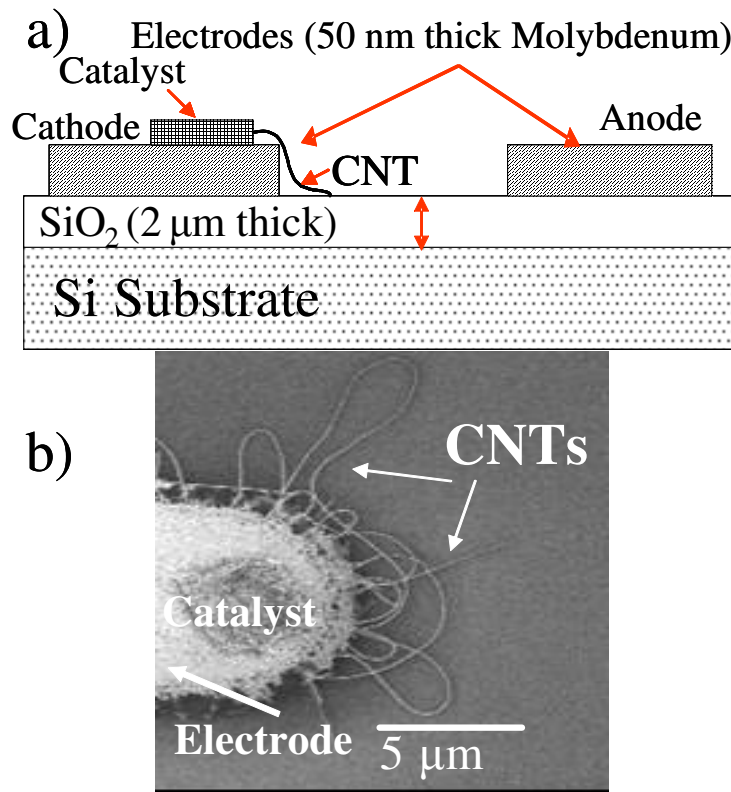 a)
Electrodes (50 nm thick Molybdenum)
Catalyst
Cathode
Anode
CNT
SiO₂ (2 μm thick)
Si Substrate
b)
CNTs
Catalyst
Electrode
5 μm